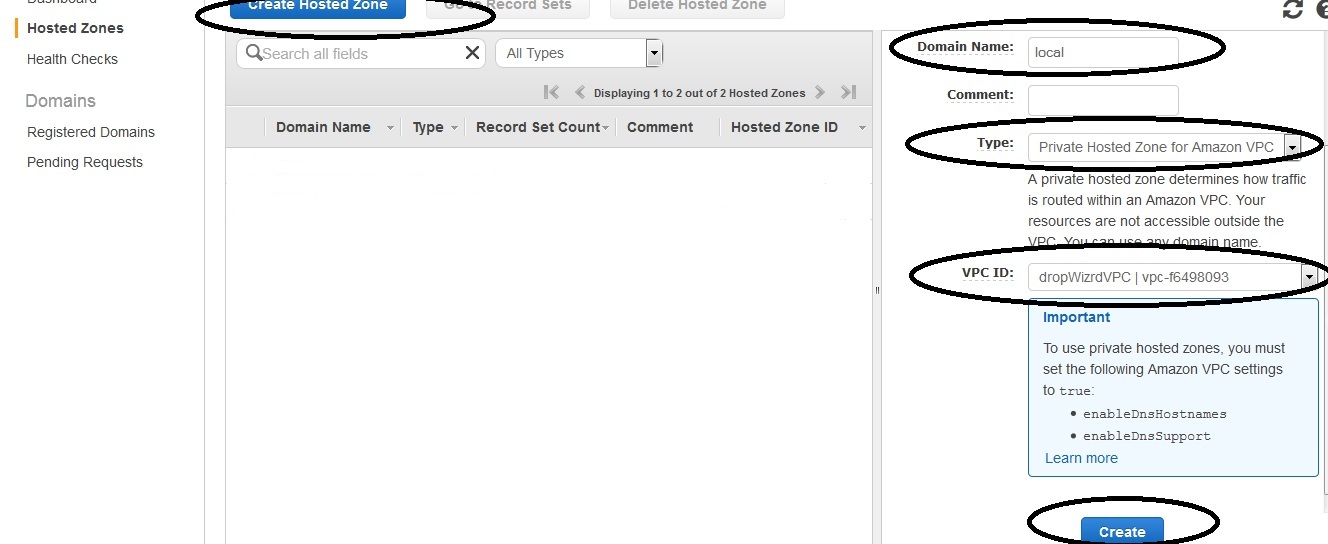 Dashboard
Hosted Zones
Health Checks
Domains
Registered Domains
Pending Requests
Create Hosted Zone
Go to Record Sets
Delete Hosted Zone
Search all fields
All Types
Displaying 1 to 2 out of 2 Hosted Zones
Domain Name
Type
Record Set Count
Comment
Hosted Zone ID
Domain Name:
local
Comment:
Type:
Private Hosted Zone for Amazon VPC
A private hosted zone determines how traffic
is routed within an Amazon VPC. Your
resources are not accessible outside the
VPC. You can use any domain name.
VPC ID:
dropWizrdVPC | vpc-f6498093
Important
To use private hosted zones, you must
set the following Amazon VPC settings
to true:
• enableDnsHostnames
• enableDnsSupport
Learn more
Create